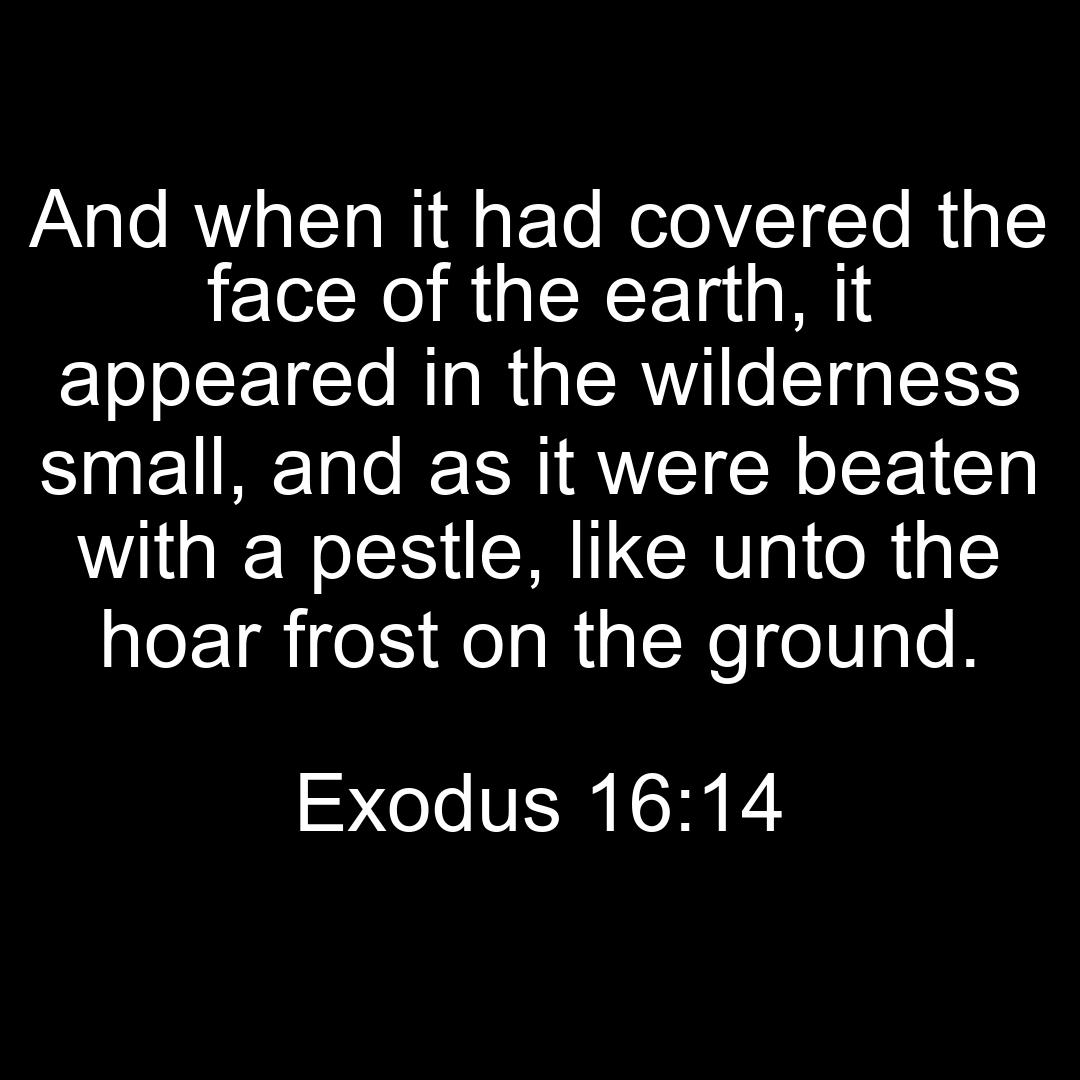 And when it had covered the
face of the earth, it
appeared in the wilderness
small, and as it were beaten
with a pestle, like unto the
hoar frost on the ground.
Exodus 16:14